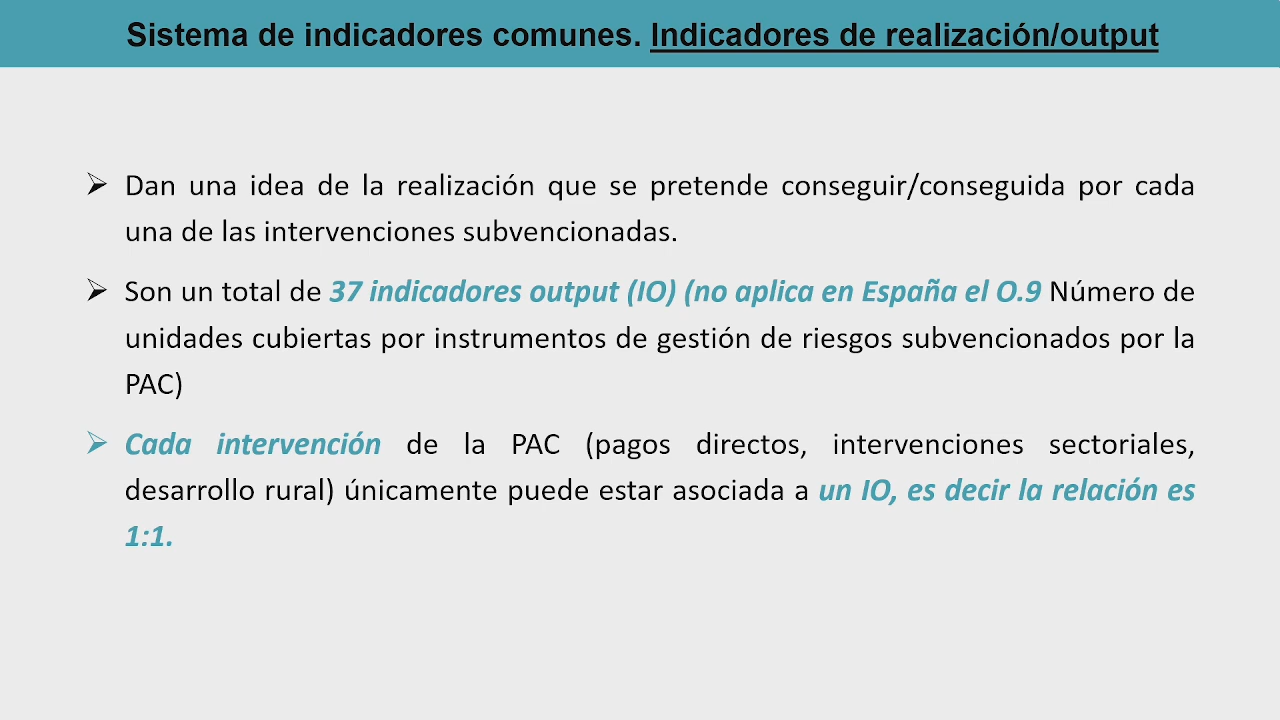 Sistema de indicadores comunes. Indicadores de realización/output
➢ Dan una idea de la realización que se pretende conseguir/conseguida por cada
una de las intervenciones subvencionadas.
➢ Son un total de 37 indicadores output (IO) (no aplica en España el O.9 Número de
unidades cubiertas por instrumentos de gestión de riesgos subvencionados por la
PAC)
➢ Cada intervención de la PAC (pagos directos, intervenciones sectoriales,
desarrollo rural) únicamente puede estar asociada a un IO, es decir la relación es
1:1.